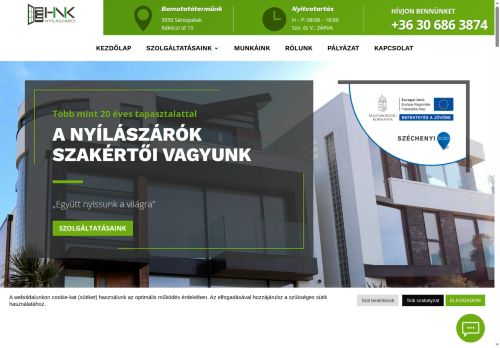 HNK
NYÍLÁSZÁRÓ
Bemutatótermünk
3950 Sárospatak
Rákóczi út 15.
Nyitvatartás
H – P: 08:00 – 16:00
Szo. és V.: ZÁRVA
HÍVJON BENNÜNKET
+36 30 686 3874
KEZDŐLAP
SZOLGÁLTATÁSAINK
MUNKÁINK
RÓLUNK
PÁLYÁZAT
KAPCSOLAT
Több mint 20 éves tapasztalattal
A NYÍLÁSZÁRÓK
SZAKÉRTŐI VAGYUNK
„Együtt nyissunk a világra”
SZOLGÁLTATÁSAINK
MAGYARORSZÁG
KORMÁNYA
Európai Unió
Európai Regionális
Fejlesztési Alap
BEFEKTETÉS A JÖVŐBE
SZÉCHENYI 2020
A weboldalunkon cookie-kat (sütiket) használunk az optimális működés érdekében. Az elfogadásával hozzájárulsz a szükséges sütik
használatához.
Süti beállítások
Süti szabályzat
ELFOGADOM